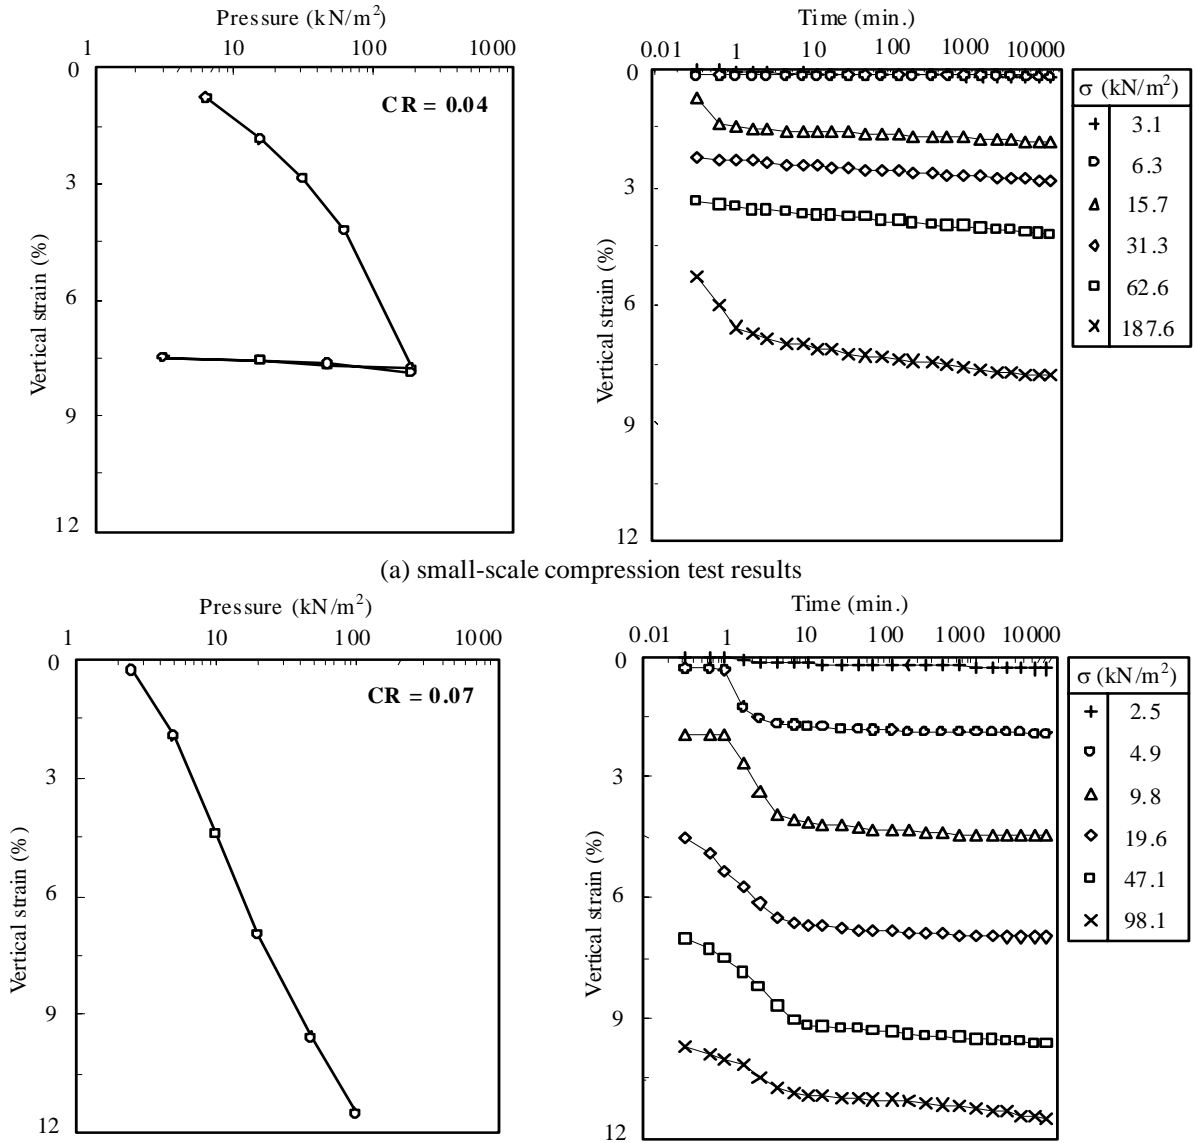 Pressure (kN/m²)
1 10 100 1000
0
3
6
9
12
Vertical strain (%)
CR = 0.04
Time (min.)
0.01 1 10 100 1000 10000
0
3
6
9
12
Vertical strain (%)
σ (kN/m²)
3.1
6.3
15.7
31.3
62.6
187.6
(a) small-scale compression test results
Pressure (kN/m²)
1 10 100 1000
0
3
6
9
12
Vertical strain (%)
CR = 0.07
Time (min.)
0.01 1 10 100 1000 10000
0
3
6
9
12
Vertical strain (%)
σ (kN/m²)
2.5
4.9
9.8
19.6
47.1
98.1